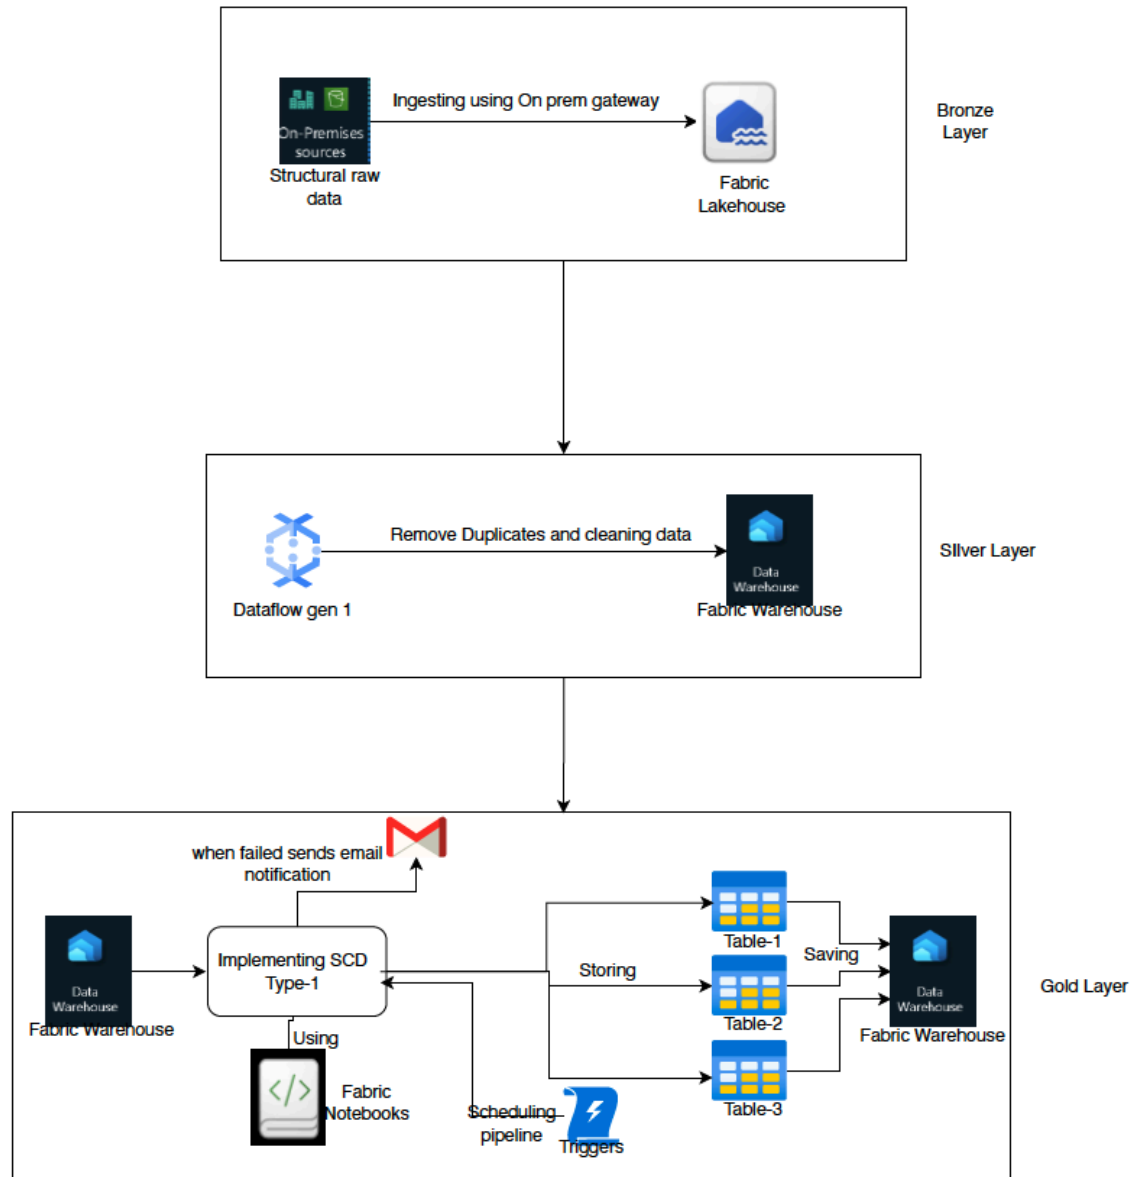 Ingesting using On prem gateway
On-Premises
sources
Structural raw
data
Fabric
Lakehouse
Bronze
Layer
Remove Duplicates and cleaning data
Data
Warehouse
Dataflow gen 1
Fabric Warehouse
SIlver Layer
when failed sends email
notification
Implementing SCD
Type-1
Data
Warehouse
Fabric Warehouse
Using
Fabric
Notebooks
Storing
Table-1
Table-2
Table-3
Saving
Data
Warehouse
Fabric Warehouse
Scheduling
pipeline
Triggers
Gold Layer